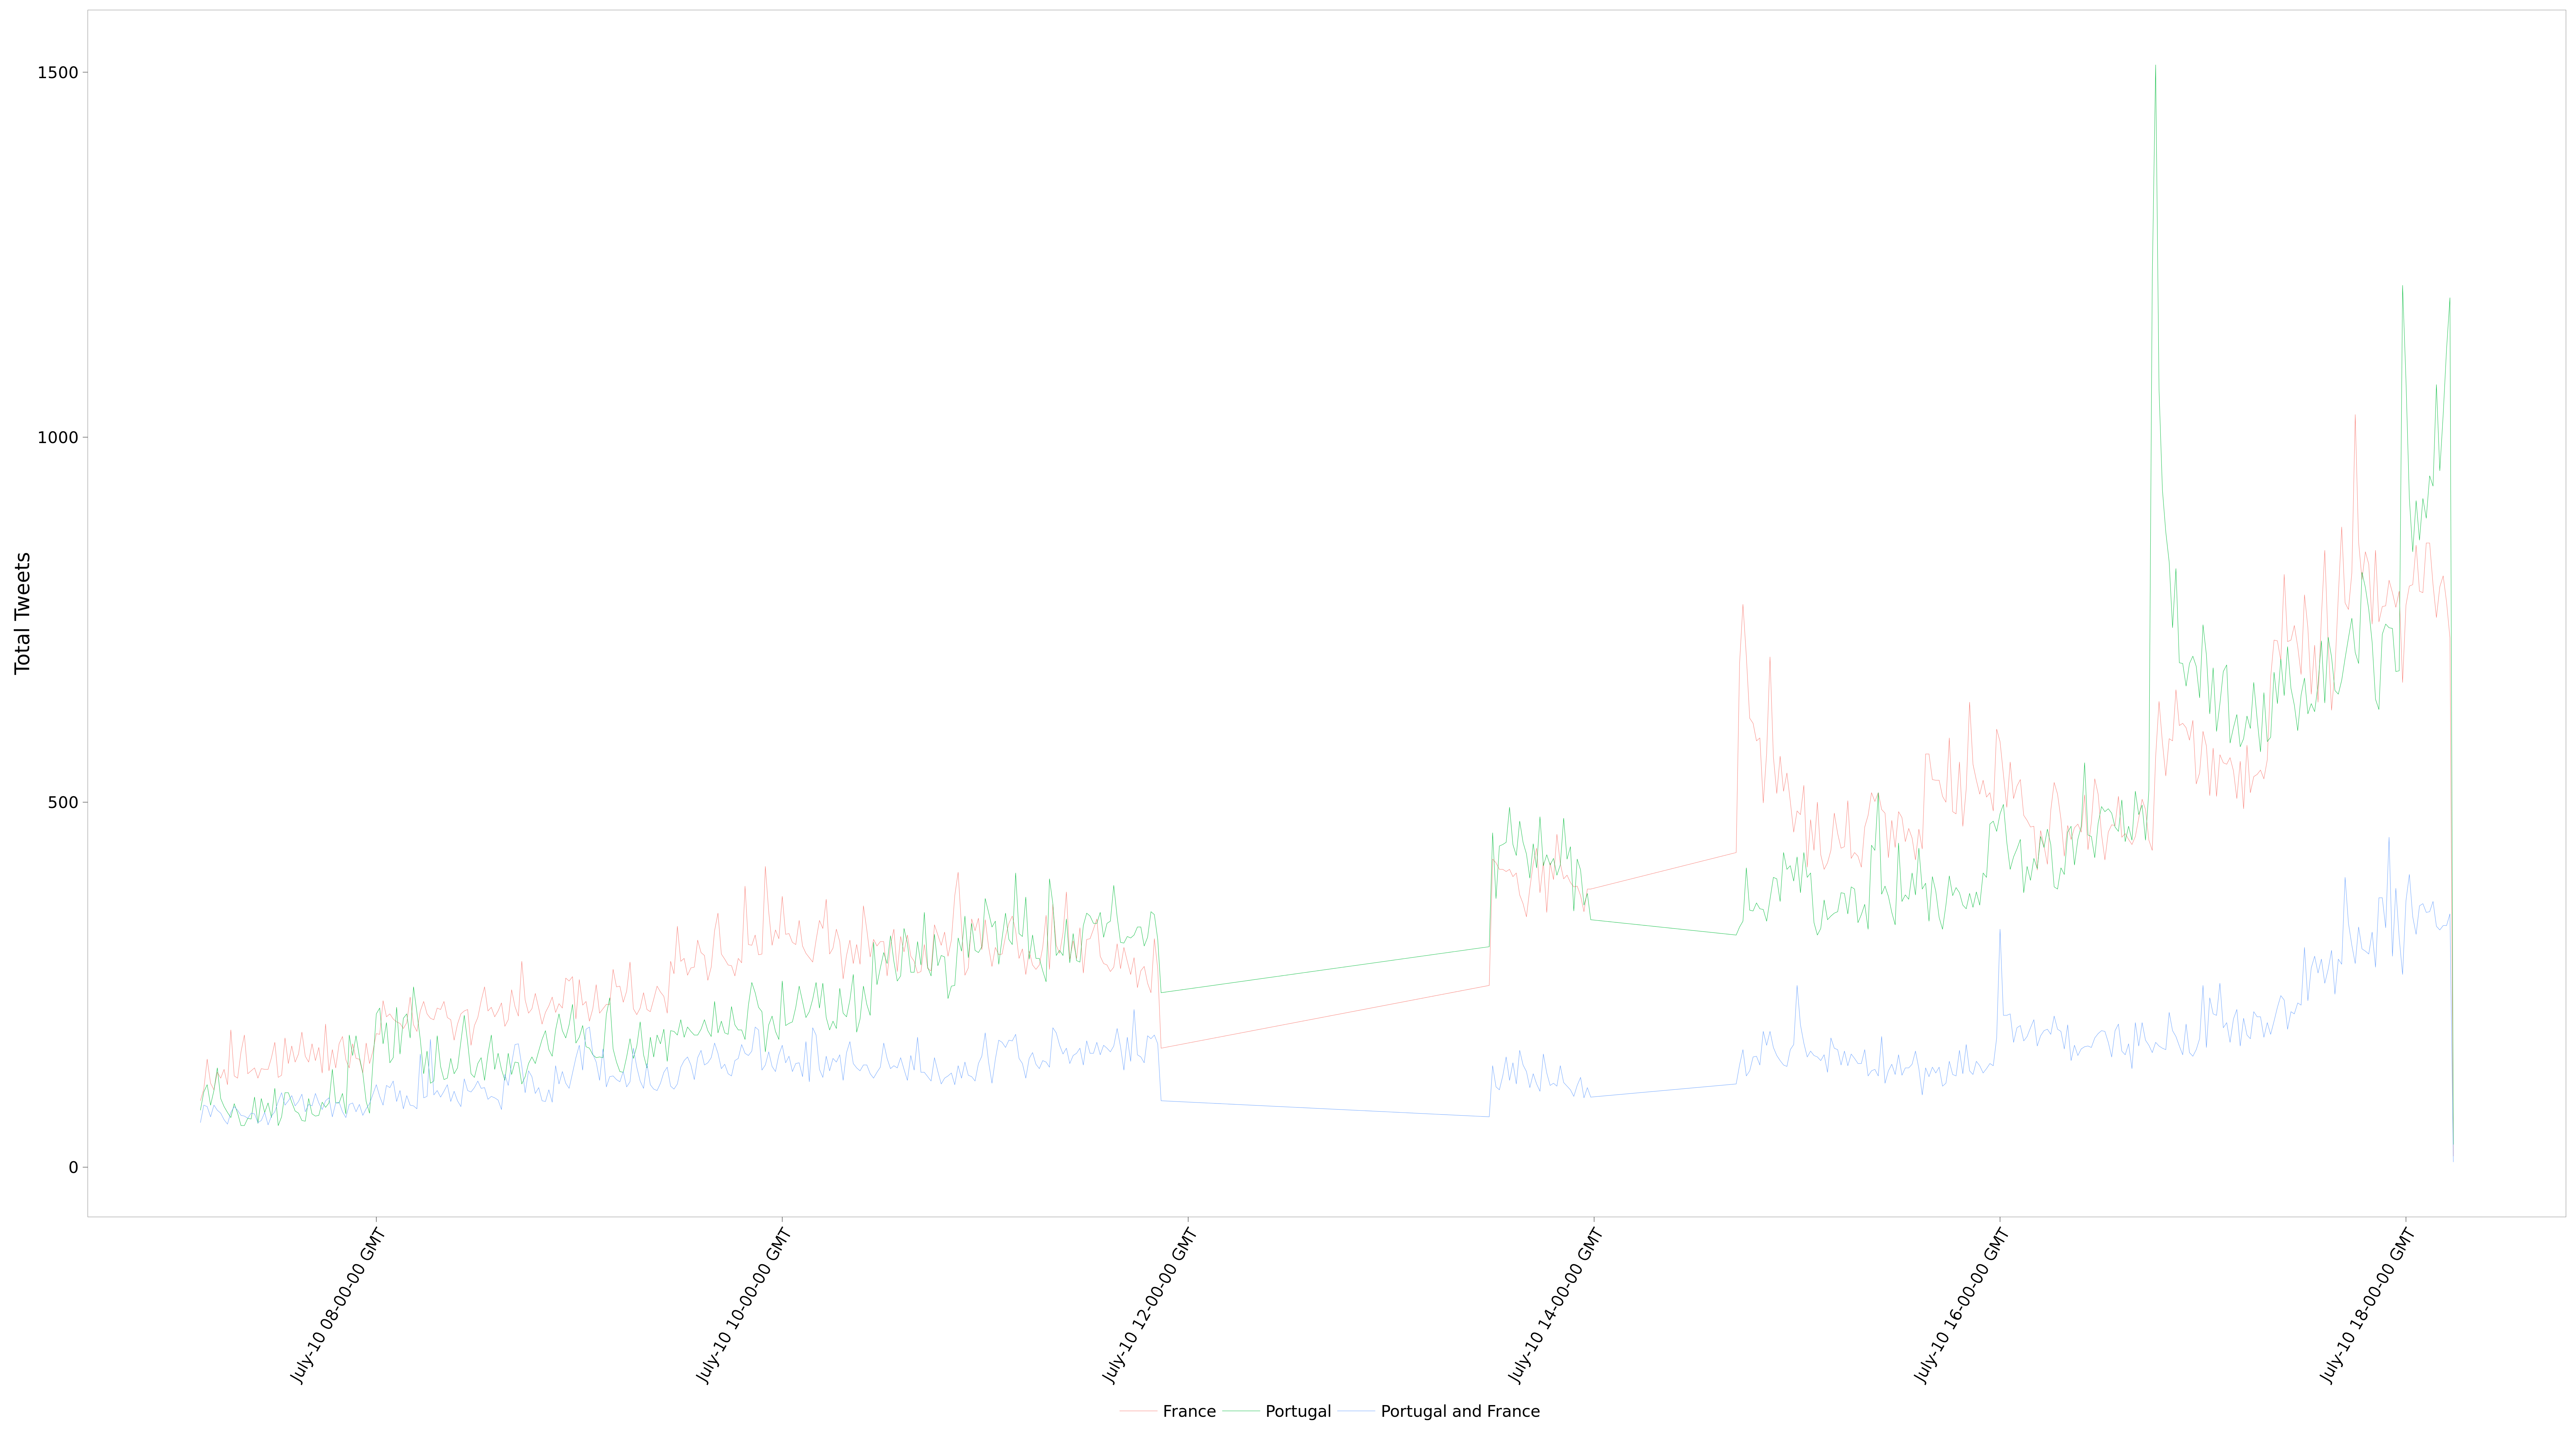 Total Tweets
1500
1000
500
0
July-10 08-00-00 GMT
July-10 10-00-00 GMT
July-10 12-00-00 GMT
July-10 14-00-00 GMT
July-10 16-00-00 GMT
July-10 18-00-00 GMT
France Portugal Portugal and France